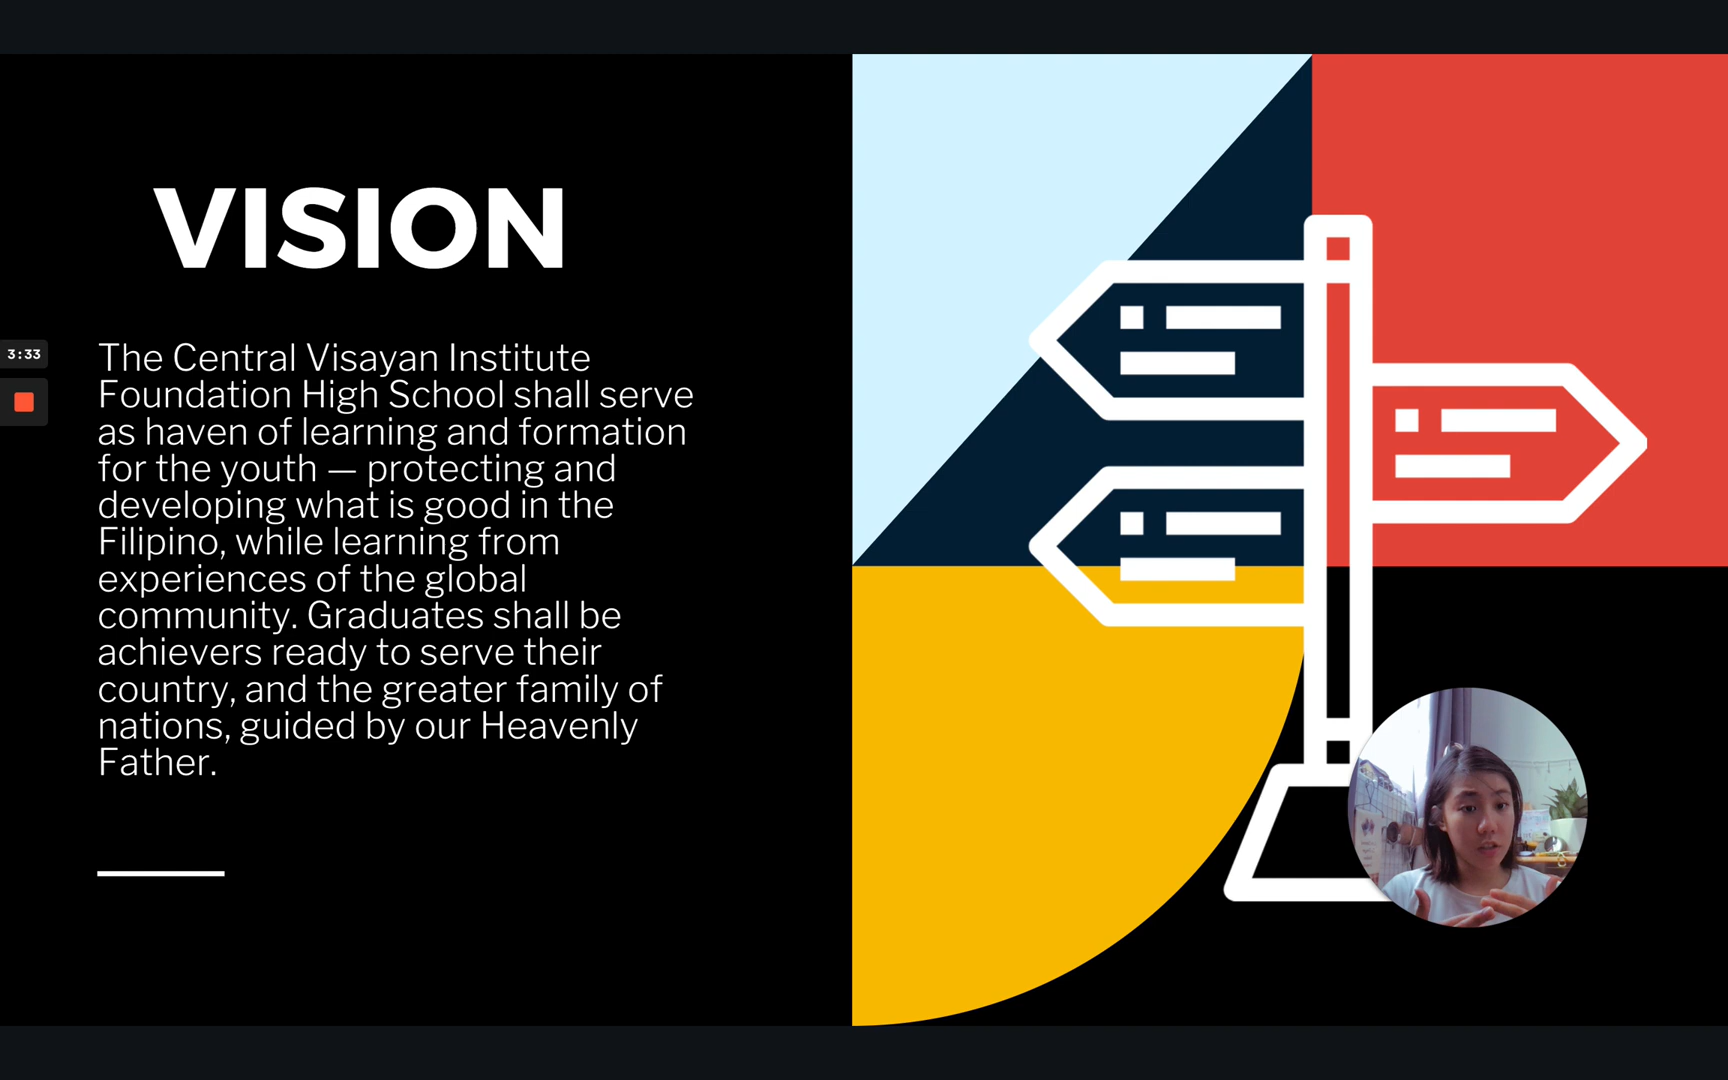 VISION
3:33
The Central Visayan Institute
Foundation High School shall serve
as haven of learning and formation
for the youth — protecting and
developing what is good in the
Filipino, while learning from
experiences of the global
community. Graduates shall be
achievers ready to serve their
country, and the greater family of
nations, guided by our Heavenly
Father.